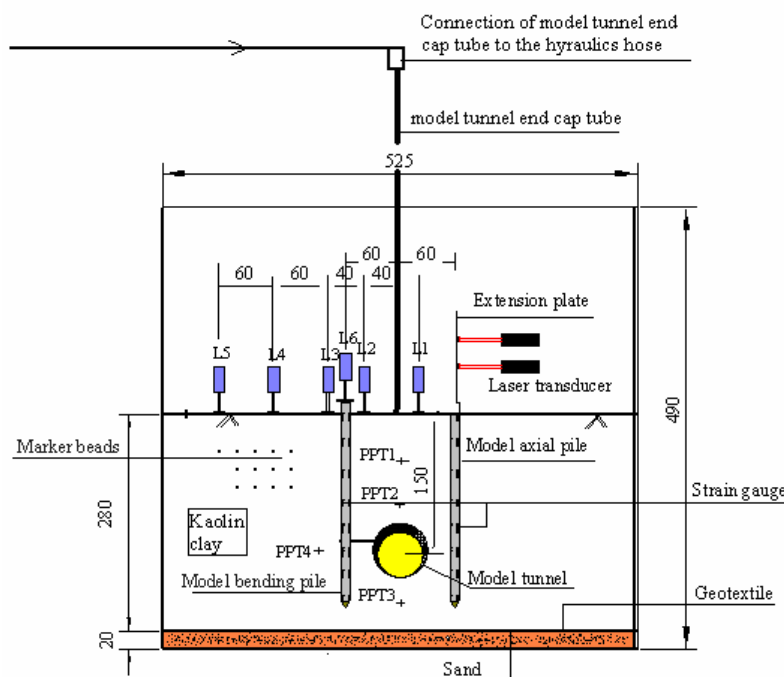 Connection of model tunnel end
cap tube to the hyraulics hose
model tunnel end cap tube
525
60 60
60 60 40 40
Extension plate
L6
L5 L4 L3 L2 L1
Laser transducer
490
Marker beads
PPT1
Model axial pile
150
PPT2
Strain gauge
280
Kaolin
clay
PPT4
Model bending pile
Model tunnel
PPT3
Geotextile
20
Sand